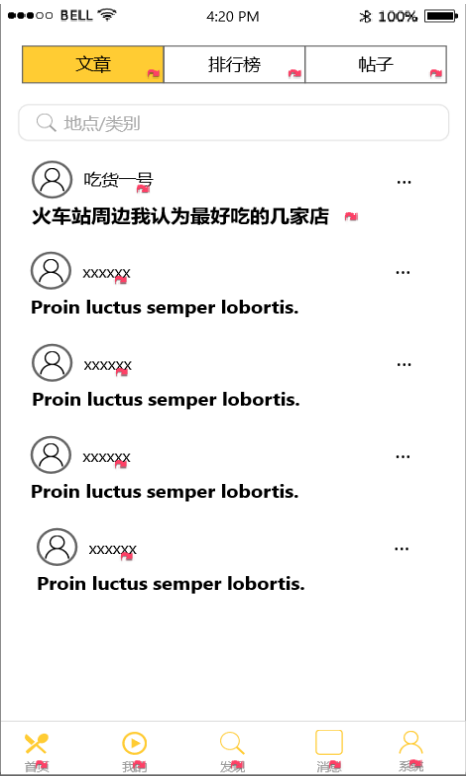 BELL 4:20 PM 100%
文章 排行榜 帖子
地点/类别
吃货一号 ...
火车站周边我认为最好吃的几家店
xxxxxx ...
Proin luctus semper lobortis.
xxxxxx ...
Proin luctus semper lobortis.
xxxxxx ...
Proin luctus semper lobortis.
xxxxxx ...
Proin luctus semper lobortis.
首页 我的 发现 消息 系统